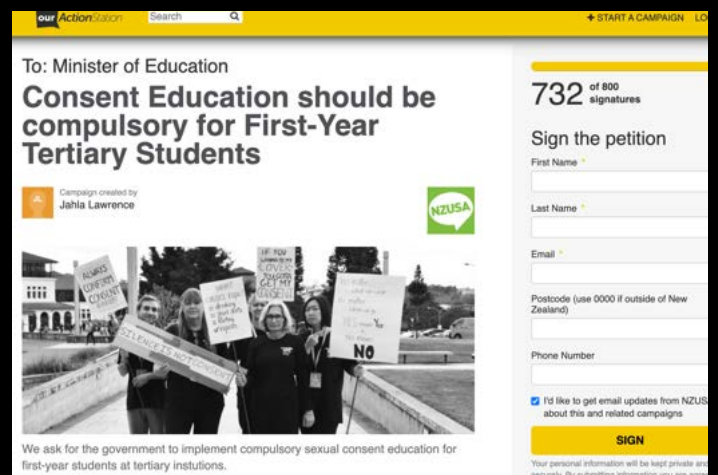 our ActionStation
Search
+ START A CAMPAIGN LO
To: Minister of Education
Consent Education should be
compulsory for First-Year
Tertiary Students
Campaign created by
Jahla Lawrence
NZUSA
ALWAYS
CONFIRM
CONSENT
SILENCE IS NOT CONSENT
IF YOU
COVER
GET MY
CONSENT
NO
We ask for the government to implement compulsory sexual consent education for
first-year students at tertiary instutions.
732 of 800
signatures
Sign the petition
First Name *
Last Name *
Email *
Postcode (use 0000 if outside of New
Zealand)
Phone Number
I'd like to get email updates from NZUSA
about this and related campaigns
SIGN
Your personal information will be kept private and